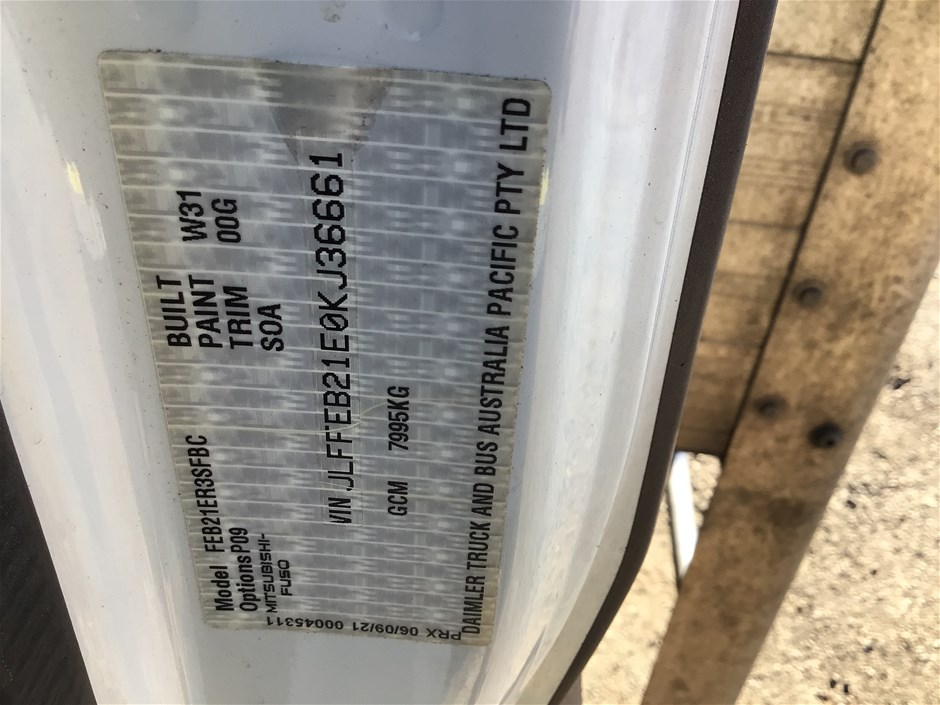 Model FEB21ER3SFBC BUILT
Options P09 PAINT W31
MITSUBISHI- TRIM 00G
FUSO SOA
VIN JLFFEB21E0KJ36661
GCM 7995KG
DAIMLER TRUCK AND BUS AUSTRALIA PACIFIC PTY LTD
PRX 06/09/21 00045311